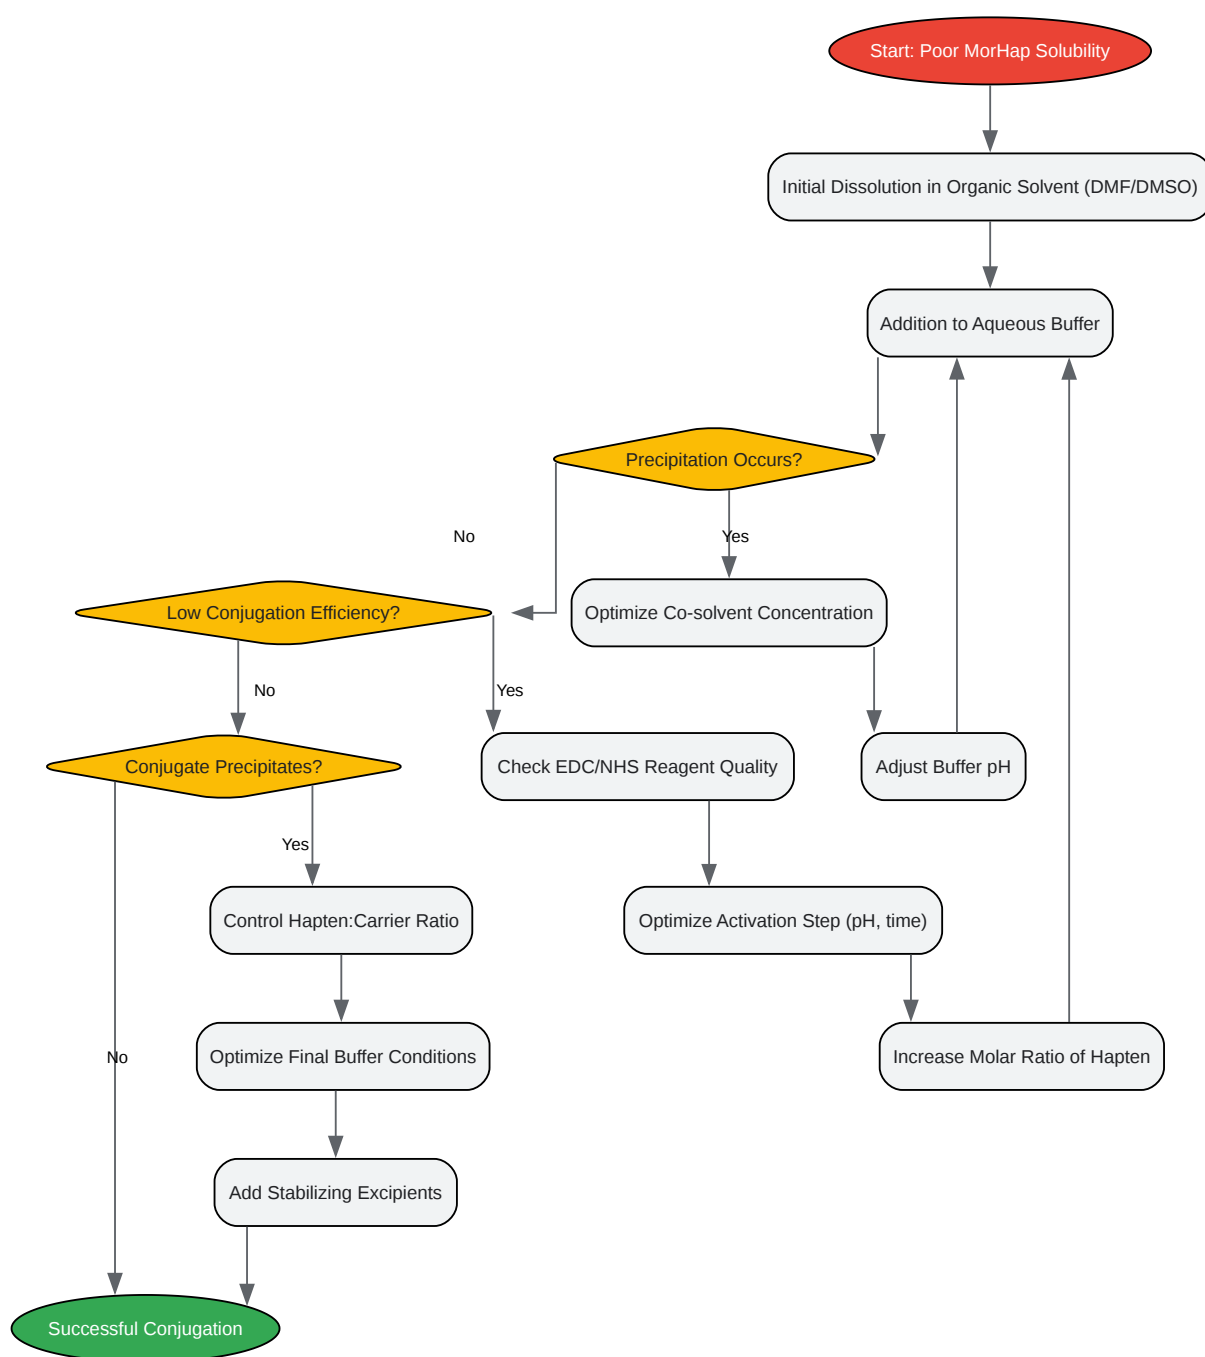 Start: Poor MorHap Solubility
Initial Dissolution in Organic Solvent (DMF/DMSO)
Addition to Aqueous Buffer
Precipitation Occurs?
No
Yes
Low Conjugation Efficiency?
Optimize Co-solvent Concentration
No
Yes
Conjugate Precipitates?
Check EDC/NHS Reagent Quality
Adjust Buffer pH
Yes
Control Hapten:Carrier Ratio
Optimize Activation Step (pH, time)
No
Optimize Final Buffer Conditions
Increase Molar Ratio of Hapten
Add Stabilizing Excipients
Successful Conjugation